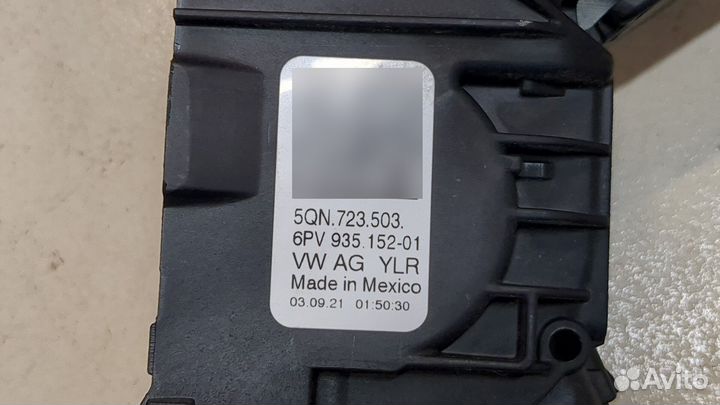 5QN.723.503.
6PV 935.152-01
VW AG YLR
Made in Mexico
03.09.21 01:50:30
Avito